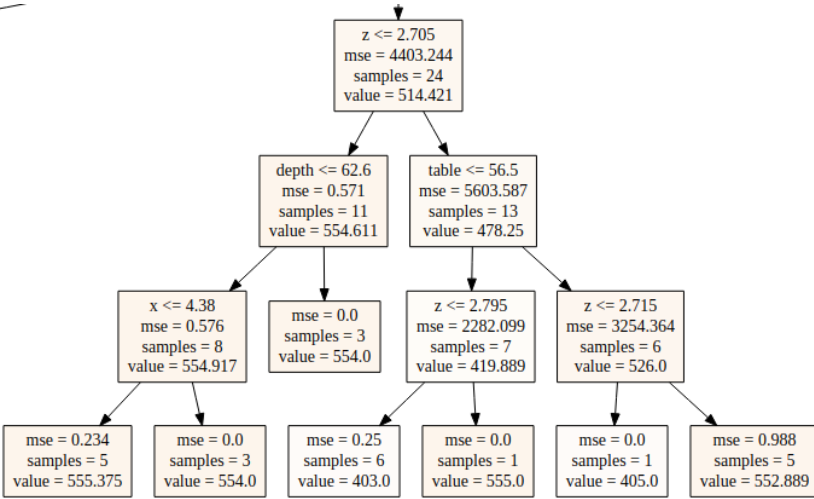 z <= 2.705
mse = 4403.244
samples = 24
value = 514.421
depth <= 62.6
mse = 0.571
samples = 11
value = 554.611
table <= 56.5
mse = 5603.587
samples = 13
value = 478.25
x <= 4.38
mse = 0.576
samples = 8
value = 554.917
mse = 0.0
samples = 3
value = 554.0
z <= 2.795
mse = 2282.099
samples = 7
value = 419.889
z <= 2.715
mse = 3254.364
samples = 6
value = 526.0
mse = 0.234
samples = 5
value = 555.375
mse = 0.0
samples = 3
value = 554.0
mse = 0.25
samples = 6
value = 403.0
mse = 0.0
samples = 1
value = 555.0
mse = 0.0
samples = 1
value = 405.0
mse = 0.988
samples = 5
value = 552.889